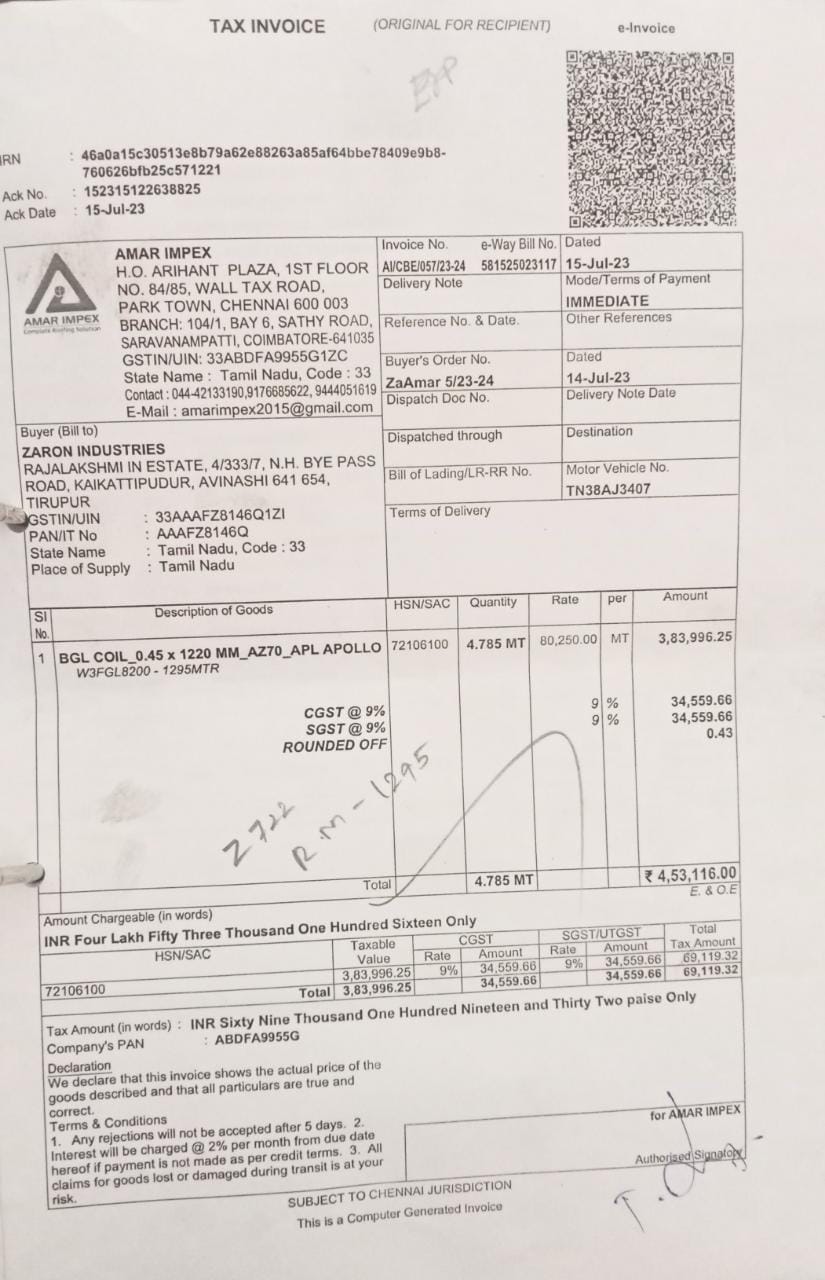 TAX INVOICE (ORIGINAL FOR RECIPIENT) e-Invoice
IRN : 46a0a15c30513e8b79a62e88263a85af64bbe78409e9b8-
760626bfb25c571221
Ack No. : 152315122638825
Ack Date : 15-Jul-23
AMAR IMPEX
Complete Roofing Solution
AMAR IMPEX
H.O. ARIHANT PLAZA, 1ST FLOOR
NO. 84/85, WALL TAX ROAD,
PARK TOWN, CHENNAI 600 003
BRANCH: 104/1, BAY 6, SATHY ROAD,
SARAVANAMPATTI, COIMBATORE-641035
GSTIN/UIN: 33ABDFA9955G1ZC
State Name : Tamil Nadu, Code : 33
Contact : 044-42133190,9176685622, 9444051619
E-Mail : amarimpex2015@gmail.com
Invoice No. e-Way Bill No. Dated
AI/CBE/057/23-24 581525023117 15-Jul-23
Delivery Note Mode/Terms of Payment
IMMEDIATE
Reference No. & Date. Other References
Buyer's Order No. Dated
ZaAmar 5/23-24 14-Jul-23
Dispatch Doc No. Delivery Note Date
Dispatched through Destination
Bill of Lading/LR-RR No. Motor Vehicle No.
TN38AJ3407
Terms of Delivery
Buyer (Bill to)
ZARON INDUSTRIES
RAJALAKSHMI IN ESTATE, 4/333/7, N.H. BYE PASS
ROAD, KAIKATTIPUDUR, AVINASHI 641 654,
TIRUPUR
GSTIN/UIN : 33AAAFZ8146Q1ZI
PAN/IT No : AAAFZ8146Q
State Name : Tamil Nadu, Code : 33
Place of Supply : Tamil Nadu
Sl No. Description of Goods HSN/SAC Quantity Rate per Amount
1 BGL COIL_0.45 x 1220 MM_AZ70_APL APOLLO 72106100 4.785 MT 80,250.00 MT 3,83,996.25
W3FGL8200 - 1295MTR
CGST @ 9% 9 % 34,559.66
SGST @ 9% 9 % 34,559.66
ROUNDED OFF 0.43
Z 722
RM - 1295
Total 4.785 MT ₹ 4,53,116.00
E. & O.E
Amount Chargeable (in words)
INR Four Lakh Fifty Three Thousand One Hundred Sixteen Only
HSN/SAC Taxable Value CGST SGST/UTGST Total Tax Amount
Rate Amount Rate Amount
72106100 3,83,996.25 9% 34,559.66 9% 34,559.66 69,119.32
Total 3,83,996.25 34,559.66 34,559.66 69,119.32
Tax Amount (in words) : INR Sixty Nine Thousand One Hundred Nineteen and Thirty Two paise Only
Company's PAN : ABDFA9955G
Declaration
We declare that this invoice shows the actual price of the
goods described and that all particulars are true and
correct.
Terms & Conditions
1. Any rejections will not be accepted after 5 days. 2.
Interest will be charged @ 2% per month from due date
hereof if payment is not made as per credit terms. 3. All
claims for goods lost or damaged during transit is at your
risk.
for AMAR IMPEX
Authorised Signatory
SUBJECT TO CHENNAI JURISDICTION
This is a Computer Generated Invoice